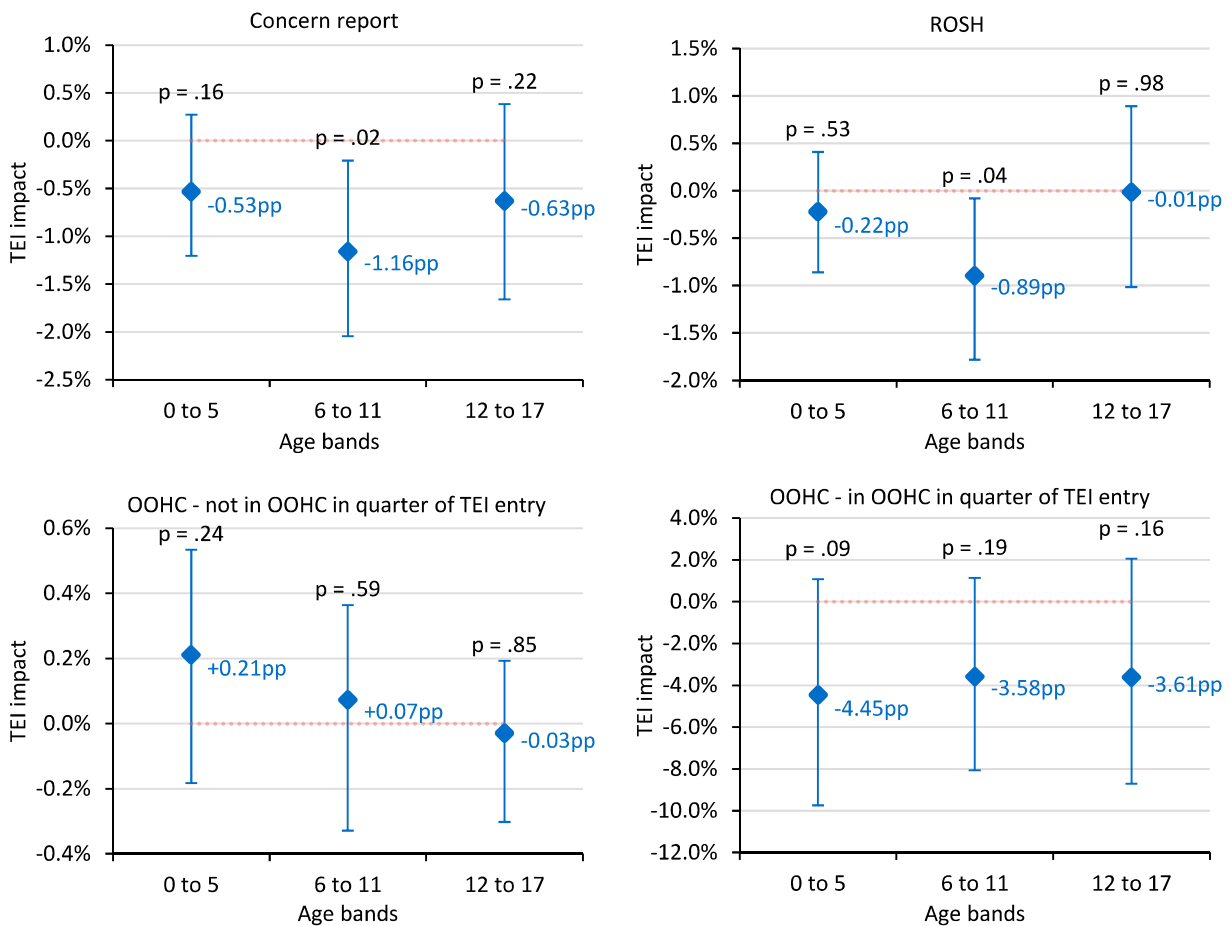 Concern report
TEI impact
1.0%
0.5%
0.0%
-0.5%
-1.0%
-1.5%
-2.0%
-2.5%
p = .16
p = .02
p = .22
-0.53pp
-1.16pp
-0.63pp
0 to 5
6 to 11
12 to 17
Age bands
ROSH
TEI impact
1.5%
1.0%
0.5%
0.0%
-0.5%
-1.0%
-1.5%
-2.0%
p = .53
p = .04
p = .98
-0.22pp
-0.89pp
-0.01pp
0 to 5
6 to 11
12 to 17
Age bands
OOHC - not in OOHC in quarter of TEI entry
TEI impact
0.6%
0.4%
0.2%
0.0%
-0.2%
-0.4%
p = .24
p = .59
p = .85
+0.21pp
+0.07pp
-0.03pp
0 to 5
6 to 11
12 to 17
Age bands
OOHC - in OOHC in quarter of TEI entry
TEI impact
4.0%
2.0%
0.0%
-2.0%
-4.0%
-6.0%
-8.0%
-10.0%
-12.0%
p = .09
p = .19
p = .16
-4.45pp
-3.58pp
-3.61pp
0 to 5
6 to 11
12 to 17
Age bands